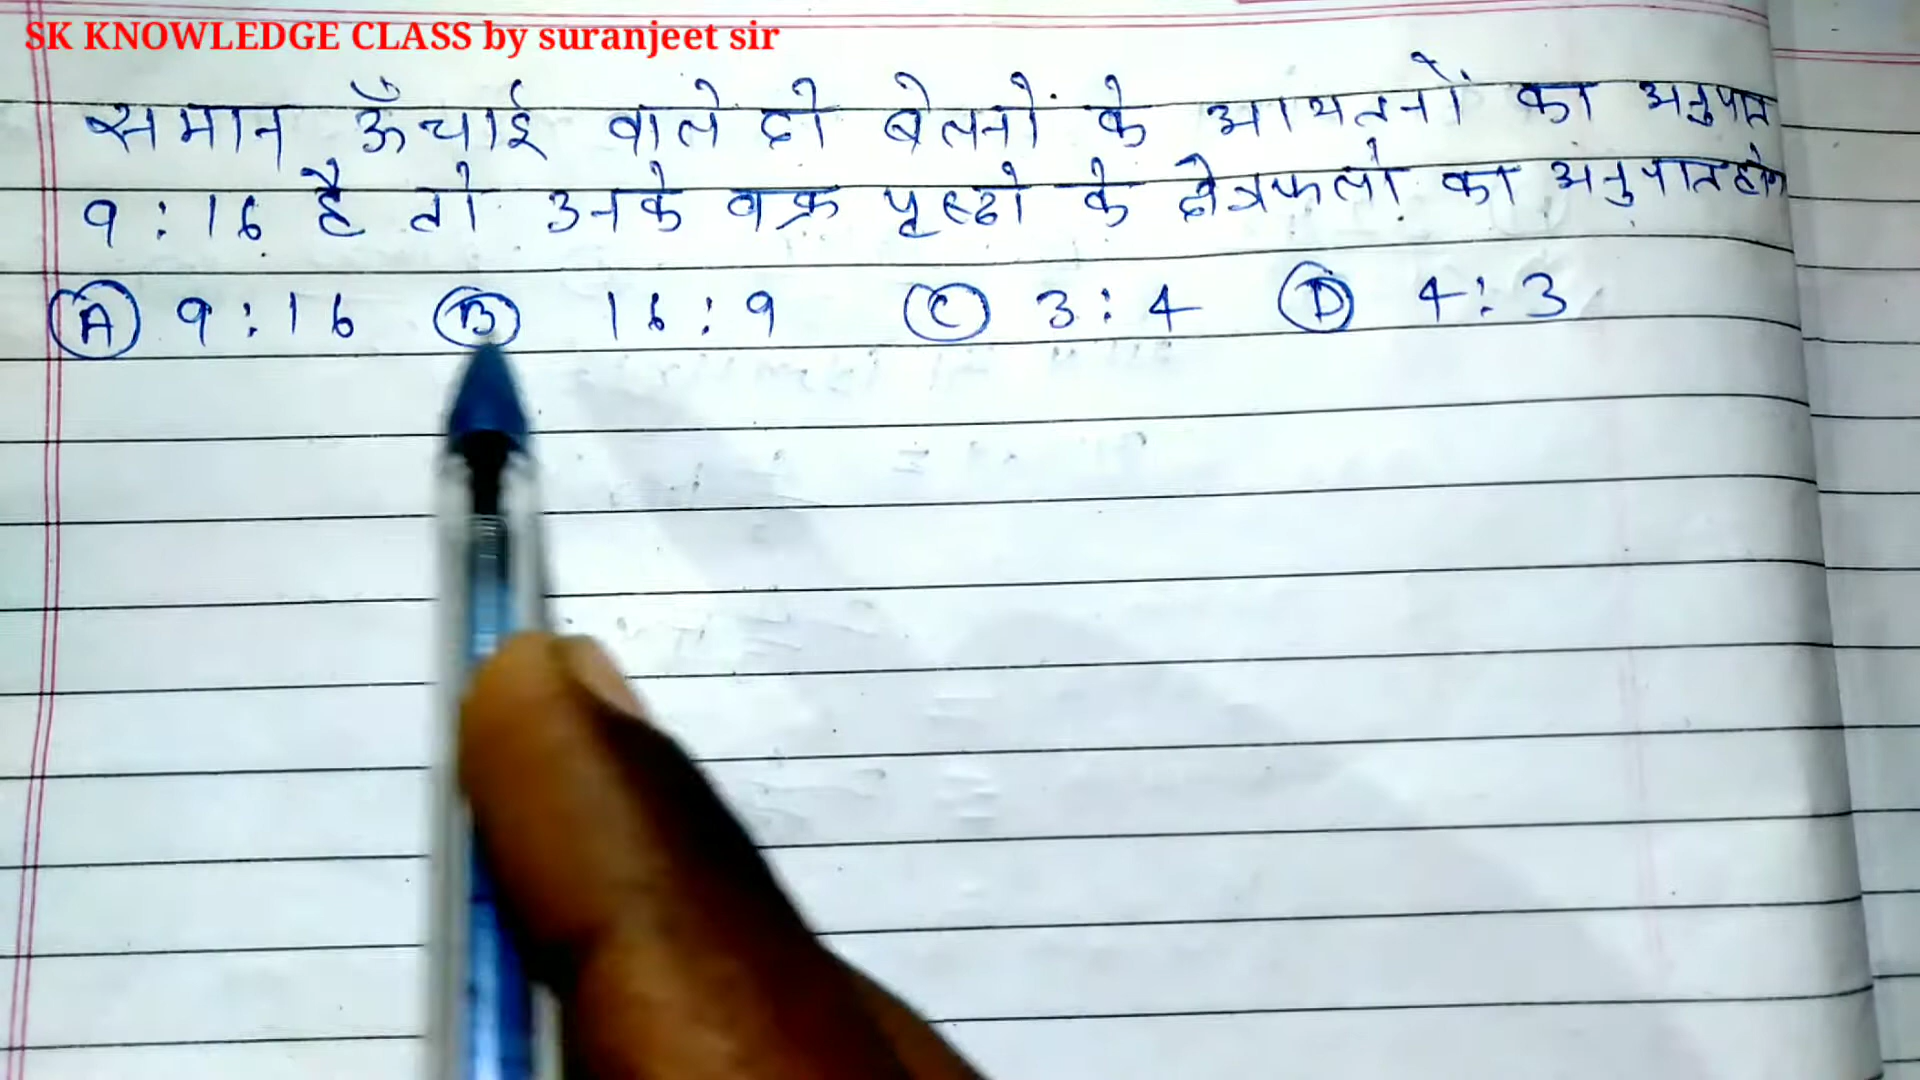 SK KNOWLEDGE CLASS by suranjeet sir
समान ऊँचाई वाले दो बेलनों के आयतनों का अनुपात
9 : 16 है तो उनके वक्र पृष्ठो के क्षेत्रफलो का अनुपात होगा
(A) 9 : 16 (B) 16 : 9 (C) 3 : 4 (D) 4 : 3